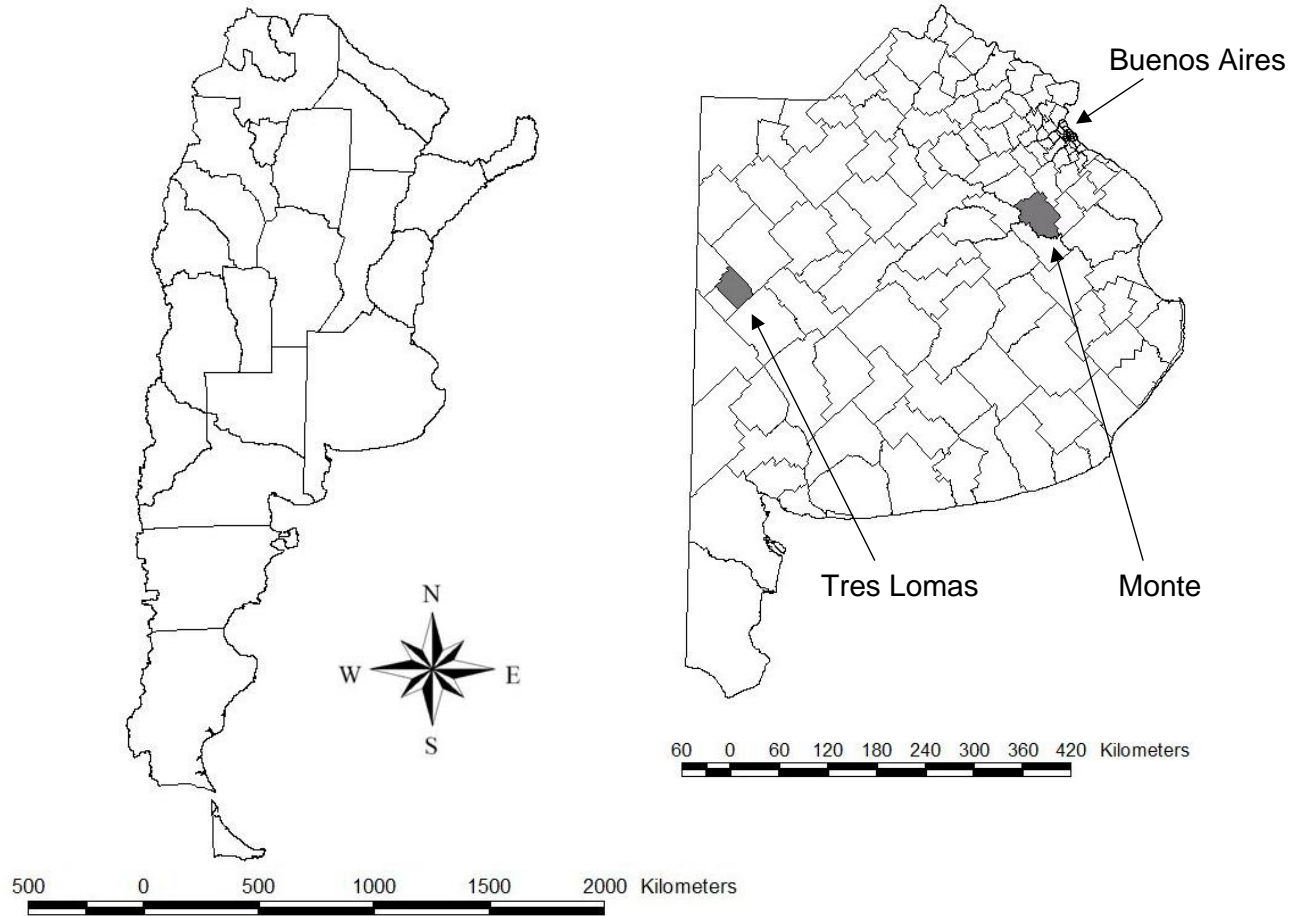 Buenos Aires
Tres Lomas
Monte
N
W
E
S
60 0 60 120 180 240 300 360 420 Kilometers
500 0 500 1000 1500 2000 Kilometers